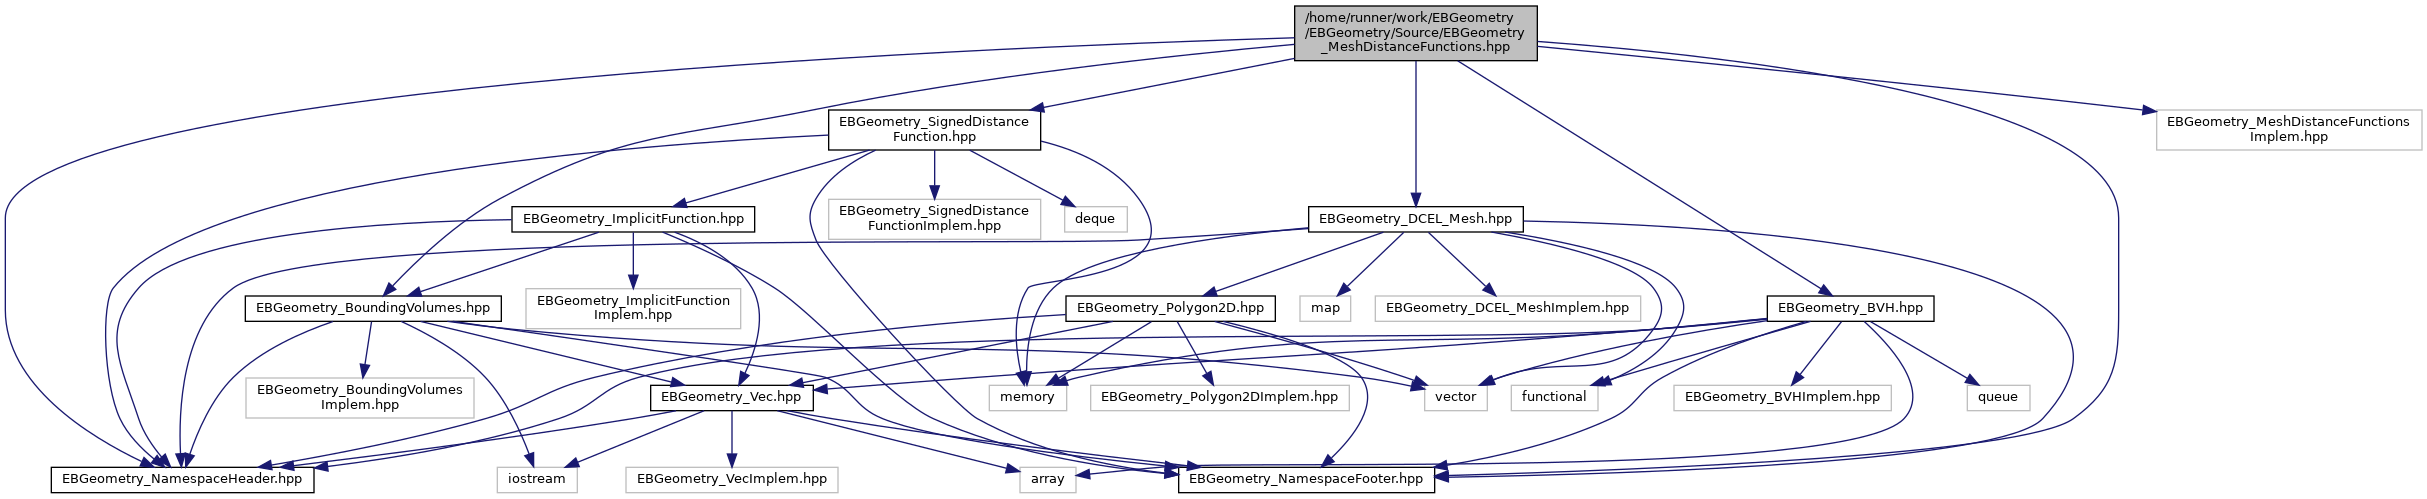 /home/runner/work/EBGeometry
/EBGeometry/Source/EBGeometry
_MeshDistanceFunctions.hpp
EBGeometry_SignedDistance
Function.hpp
EBGeometry_MeshDistanceFunctions
Implem.hpp
EBGeometry_ImplicitFunction.hpp
EBGeometry_SignedDistance
FunctionImplem.hpp
deque
EBGeometry_DCEL_Mesh.hpp
EBGeometry_BoundingVolumes.hpp
EBGeometry_ImplicitFunction
Implem.hpp
EBGeometry_Polygon2D.hpp
map
EBGeometry_DCEL_MeshImplem.hpp
EBGeometry_BVH.hpp
EBGeometry_BoundingVolumes
Implem.hpp
EBGeometry_Vec.hpp
memory
EBGeometry_Polygon2DImplem.hpp
vector
functional
EBGeometry_BVHImplem.hpp
queue
EBGeometry_NamespaceHeader.hpp
iostream
EBGeometry_VecImplem.hpp
array
EBGeometry_NamespaceFooter.hpp